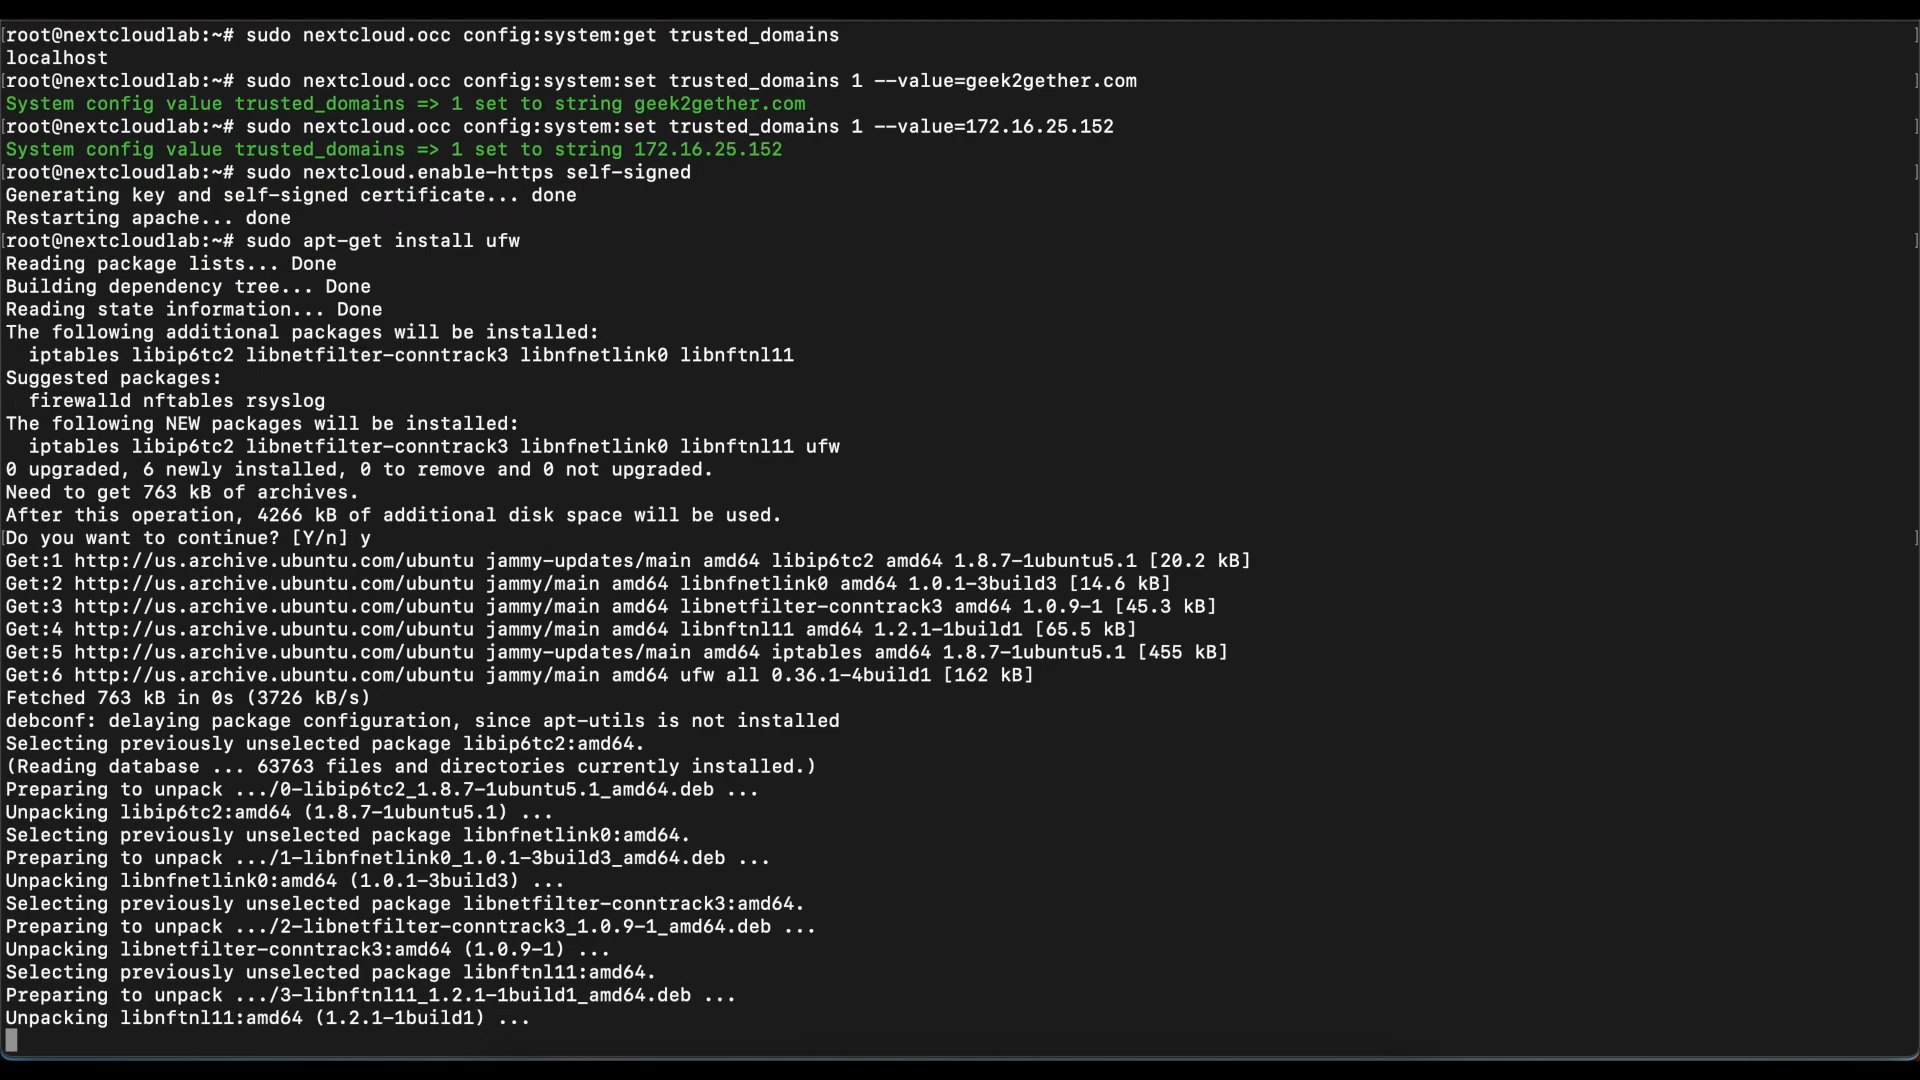 [root@nextcloudlab:~# sudo nextcloud.occ config:system:get trusted_domains ]
localhost
[root@nextcloudlab:~# sudo nextcloud.occ config:system:set trusted_domains 1 --value=geek2gether.com ]
System config value trusted_domains => 1 set to string geek2gether.com
[root@nextcloudlab:~# sudo nextcloud.occ config:system:set trusted_domains 1 --value=172.16.25.152 ]
System config value trusted_domains => 1 set to string 172.16.25.152
[root@nextcloudlab:~# sudo nextcloud.enable-https self-signed ]
Generating key and self-signed certificate... done
Restarting apache... done
[root@nextcloudlab:~# sudo apt-get install ufw ]
Reading package lists... Done
Building dependency tree... Done
Reading state information... Done
The following additional packages will be installed:
  iptables libip6tc2 libnetfilter-conntrack3 libnfnetlink0 libnftnl11
Suggested packages:
  firewalld nftables rsyslog
The following NEW packages will be installed:
  iptables libip6tc2 libnetfilter-conntrack3 libnfnetlink0 libnftnl11 ufw
0 upgraded, 6 newly installed, 0 to remove and 0 not upgraded.
Need to get 763 kB of archives.
After this operation, 4266 kB of additional disk space will be used.
[Do you want to continue? [Y/n] y ]
Get:1 http://us.archive.ubuntu.com/ubuntu jammy-updates/main amd64 libip6tc2 amd64 1.8.7-1ubuntu5.1 [20.2 kB]
Get:2 http://us.archive.ubuntu.com/ubuntu jammy/main amd64 libnfnetlink0 amd64 1.0.1-3build3 [14.6 kB]
Get:3 http://us.archive.ubuntu.com/ubuntu jammy/main amd64 libnetfilter-conntrack3 amd64 1.0.9-1 [45.3 kB]
Get:4 http://us.archive.ubuntu.com/ubuntu jammy/main amd64 libnftnl11 amd64 1.2.1-1build1 [65.5 kB]
Get:5 http://us.archive.ubuntu.com/ubuntu jammy-updates/main amd64 iptables amd64 1.8.7-1ubuntu5.1 [455 kB]
Get:6 http://us.archive.ubuntu.com/ubuntu jammy/main amd64 ufw all 0.36.1-4build1 [162 kB]
Fetched 763 kB in 0s (3726 kB/s)
debconf: delaying package configuration, since apt-utils is not installed
Selecting previously unselected package libip6tc2:amd64.
(Reading database ... 63763 files and directories currently installed.)
Preparing to unpack .../0-libip6tc2_1.8.7-1ubuntu5.1_amd64.deb ...
Unpacking libip6tc2:amd64 (1.8.7-1ubuntu5.1) ...
Selecting previously unselected package libnfnetlink0:amd64.
Preparing to unpack .../1-libnfnetlink0_1.0.1-3build3_amd64.deb ...
Unpacking libnfnetlink0:amd64 (1.0.1-3build3) ...
Selecting previously unselected package libnetfilter-conntrack3:amd64.
Preparing to unpack .../2-libnetfilter-conntrack3_1.0.9-1_amd64.deb ...
Unpacking libnetfilter-conntrack3:amd64 (1.0.9-1) ...
Selecting previously unselected package libnftnl11:amd64.
Preparing to unpack .../3-libnftnl11_1.2.1-1build1_amd64.deb ...
Unpacking libnftnl11:amd64 (1.2.1-1build1) ...